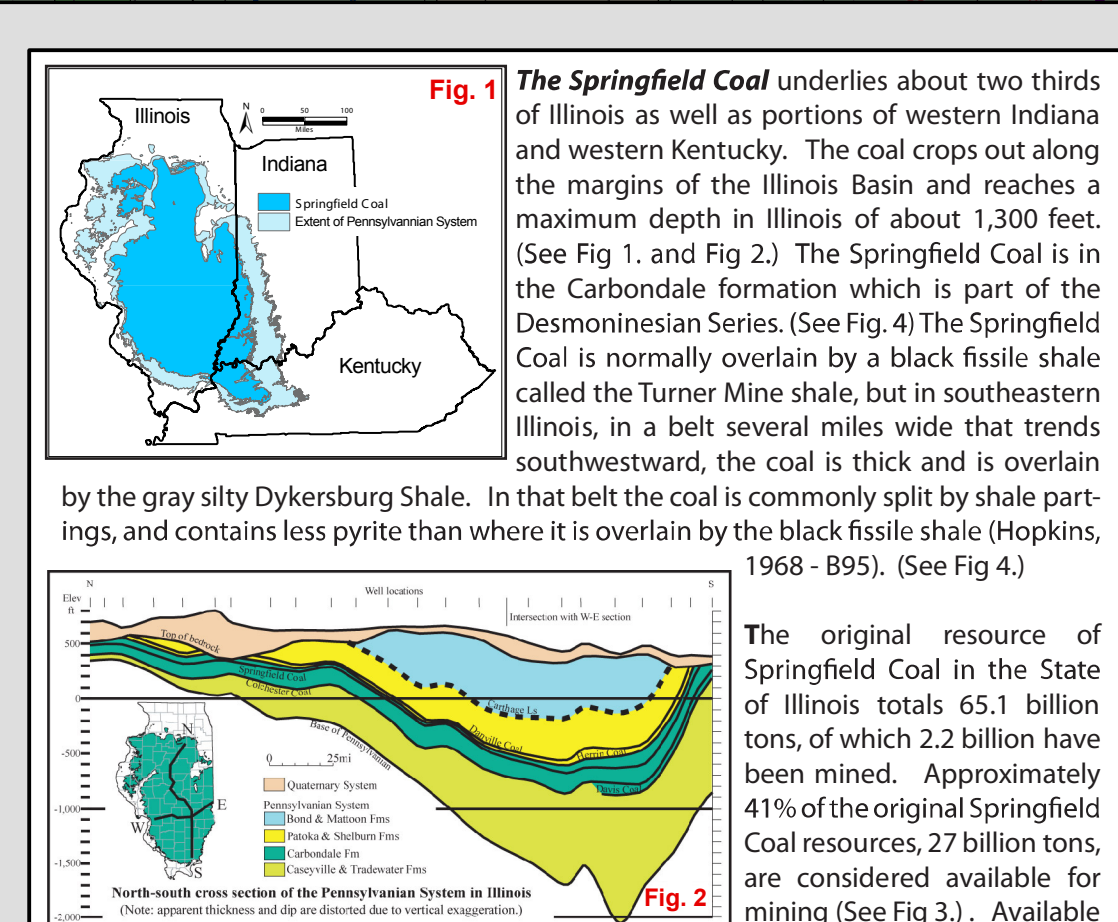 Fig. 1
Illinois
N
0 50 100
Miles
Indiana
Springfield Coal
Extent of Pennsylvannian System
Kentucky
The Springfield Coal underlies about two thirds
of Illinois as well as portions of western Indiana
and western Kentucky. The coal crops out along
the margins of the Illinois Basin and reaches a
maximum depth in Illinois of about 1,300 feet.
(See Fig 1. and Fig 2.) The Springfield Coal is in
the Carbondale formation which is part of the
Desmoninesian Series. (See Fig. 4) The Springfield
Coal is normally overlain by a black fissile shale
called the Turner Mine shale, but in southeastern
Illinois, in a belt several miles wide that trends
southwestward, the coal is thick and is overlain
by the gray silty Dykersburg Shale. In that belt the coal is commonly split by shale part-
ings, and contains less pyrite than where it is overlain by the black fissile shale (Hopkins,
1968 - B95). (See Fig 4.)
N
S
Elev
ft
Well locations
Intersection with W-E section
500
0
-500
-1,000
-1,500
-2,000
Top of bedrock
Springfield Coal
Colchester Coal
Base of Pennsylvanian
Carthage Ls
Danville Coal
Herrin Coal
Davis Coal
N
E
W
S
0 25mi
Quaternary System
Pennsylvanian System
Bond & Mattoon Fms
Patoka & Shelburn Fms
Carbondale Fm
Caseyville & Tradewater Fms
North-south cross section of the Pennsylvanian System in Illinois
(Note: apparent thickness and dip are distorted due to vertical exaggeration.)
Fig. 2
The original resource of
Springfield Coal in the State
of Illinois totals 65.1 billion
tons, of which 2.2 billion have
been mined. Approximately
41% of the original Springfield
Coal resources, 27 billion tons,
are considered available for
mining (See Fig 3.) . Available